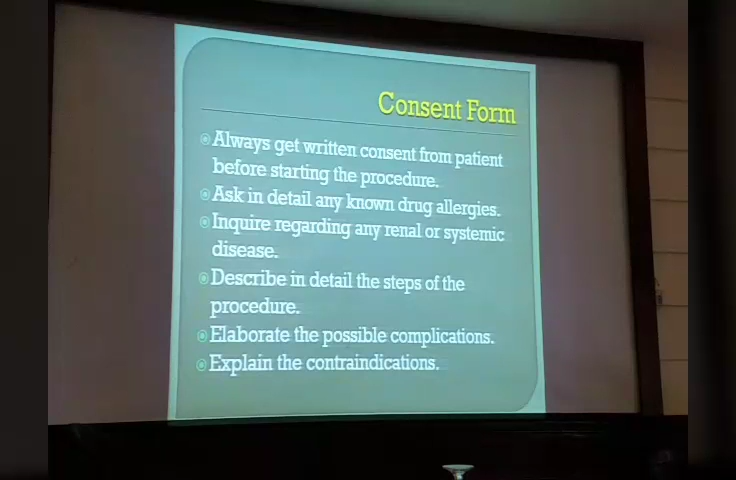 Consent Form
Always get written consent from patient
before starting the procedure.
Ask in detail any known drug allergies.
Inquire regarding any renal or systemic
disease.
Describe in detail the steps of the
procedure.
Elaborate the possible complications.
Explain the contraindications.